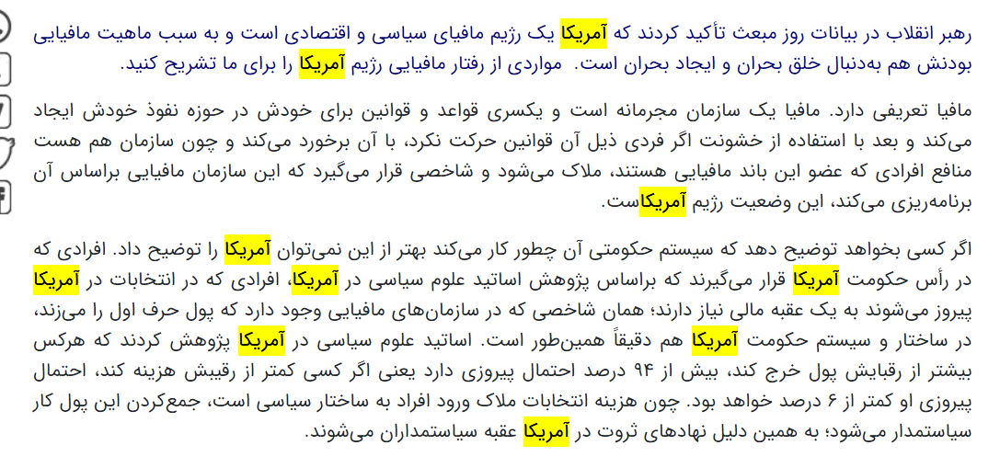 رهبر انقلاب در بیانات روز مبعث تأکید کردند که آمریکا یک رژیم مافیای سیاسی و اقتصادی است و به سبب ماهیت مافیایی
بودنش هم به‌دنبال خلق بحران و ایجاد بحران است. مواردی از رفتار مافیایی رژیم آمریکا را برای ما تشریح کنید.
مافیا تعریفی دارد. مافیا یک سازمان مجرمانه است و یکسری قواعد و قوانین برای خودش در حوزه نفوذ خودش ایجاد
می‌کند و بعد با استفاده از خشونت اگر فردی ذیل آن قوانین حرکت نکرد، با آن برخورد می‌کند و چون سازمان هم هست
منافع افرادی که عضو این باند مافیایی هستند، ملاک می‌شود و شاخصی قرار می‌گیرد که این سازمان مافیایی براساس آن
برنامه‌ریزی می‌کند، این وضعیت رژیم آمریکاست.
اگر کسی بخواهد توضیح دهد که سیستم حکومتی آن چطور کار می‌کند بهتر از این نمی‌توان آمریکا را توضیح داد. افرادی که
در رأس حکومت آمریکا قرار می‌گیرند که براساس پژوهش اساتید علوم سیاسی در آمریکا، افرادی که در انتخابات در آمریکا
پیروز می‌شوند به یک عقبه مالی نیاز دارند؛ همان شاخصی که در سازمان‌های مافیایی وجود دارد که پول حرف اول را می‌زند،
در ساختار و سیستم حکومت آمریکا هم دقیقاً همین‌طور است. اساتید علوم سیاسی در آمریکا پژوهش کردند که هرکس
بیشتر از رقبایش پول خرج کند، بیش از ۹۴ درصد احتمال پیروزی دارد یعنی اگر کسی کمتر از رقیبش هزینه کند، احتمال
پیروزی او کمتر از ۶ درصد خواهد بود. چون هزینه انتخابات ملاک ورود افراد به ساختار سیاسی است، جمع‌کردن این پول کار
سیاستمدار می‌شود؛ به همین دلیل نهادهای ثروت در آمریکا عقبه سیاستمداران می‌شوند.